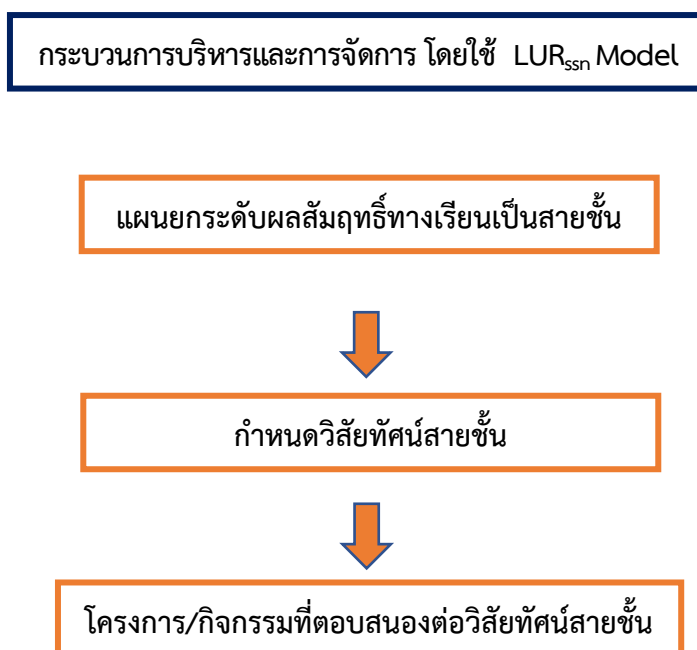 กระบวนการบริหารและการจัดการ โดยใช้ LURssn Model
แผนยกระดับผลสัมฤทธิ์ทางเรียนเป็นสายชั้น
กำหนดวิสัยทัศน์สายชั้น
โครงการ/กิจกรรมที่ตอบสนองต่อวิสัยทัศน์สายชั้น